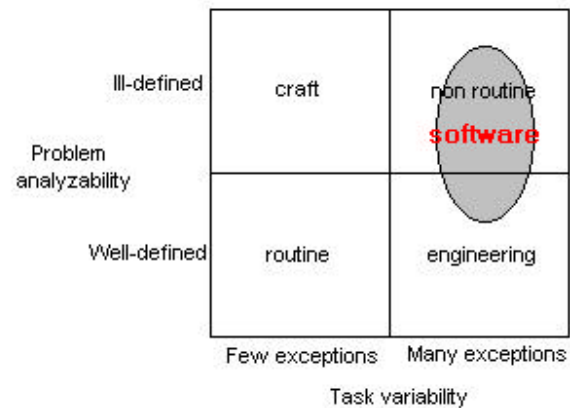 Ill-defined
craft
non routine
software
Problem
analyzability
Well-defined
routine
engineering
Few exceptions
Many exceptions
Task variability